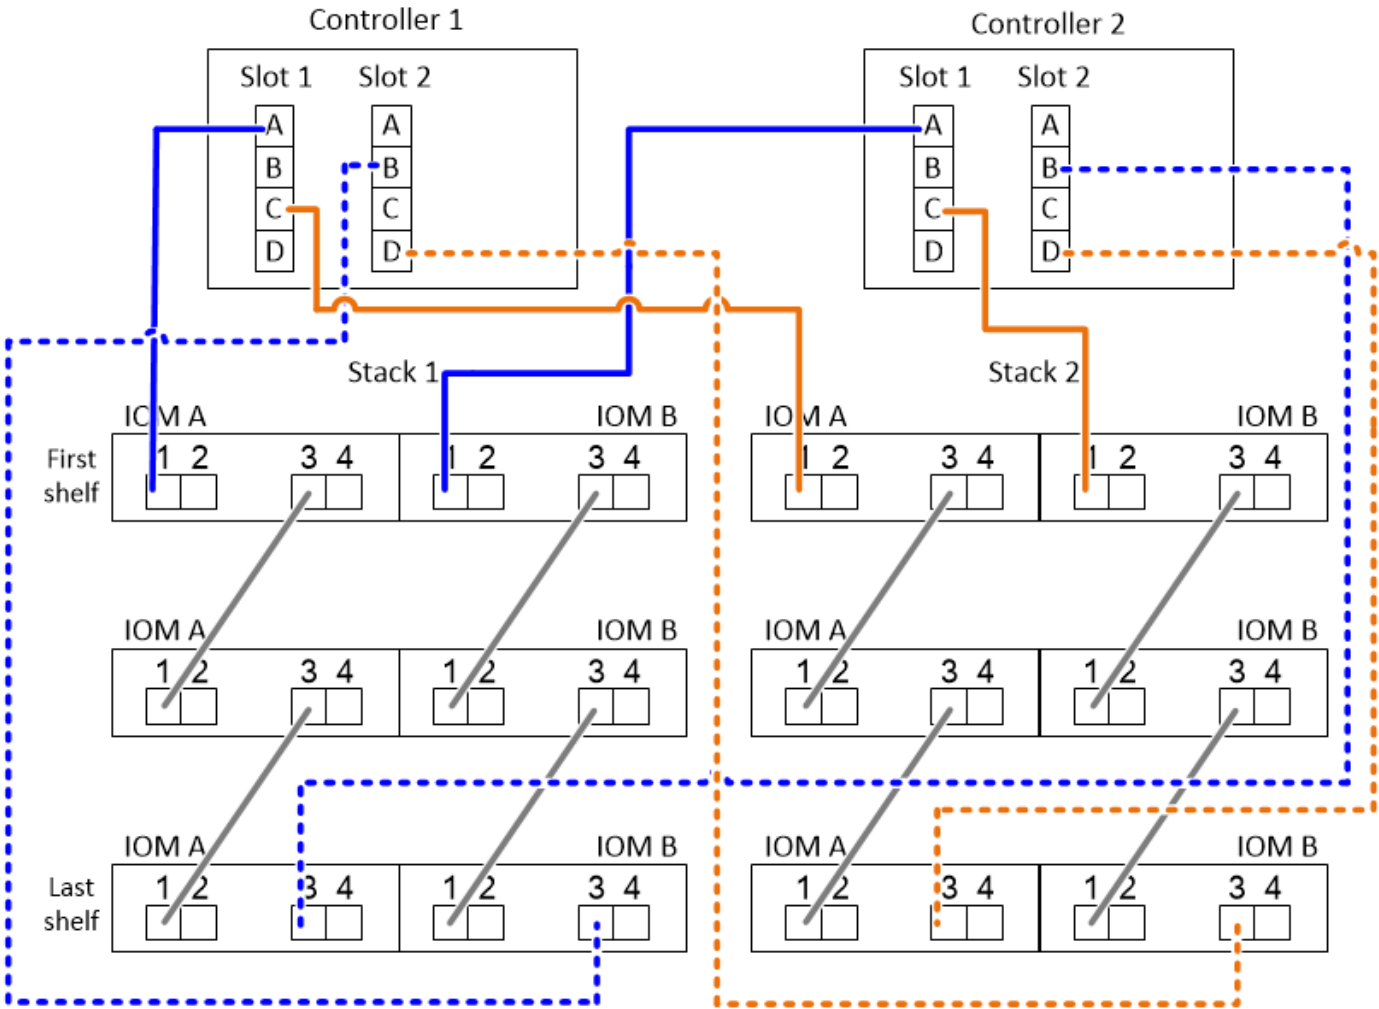 Controller 1
Controller 2
Slot 1 Slot 2
Slot 1 Slot 2
A A
B B
C C
D D
A A
B B
C C
D D
Stack 1
Stack 2
IOM A IOM B
IOM A IOM B
First shelf
1 2 3 4 1 2 3 4
1 2 3 4 1 2 3 4
IOM A IOM B
IOM A IOM B
1 2 3 4 1 2 3 4
1 2 3 4 1 2 3 4
IOM A IOM B
IOM A IOM B
Last shelf
1 2 3 4 1 2 3 4
1 2 3 4 1 2 3 4